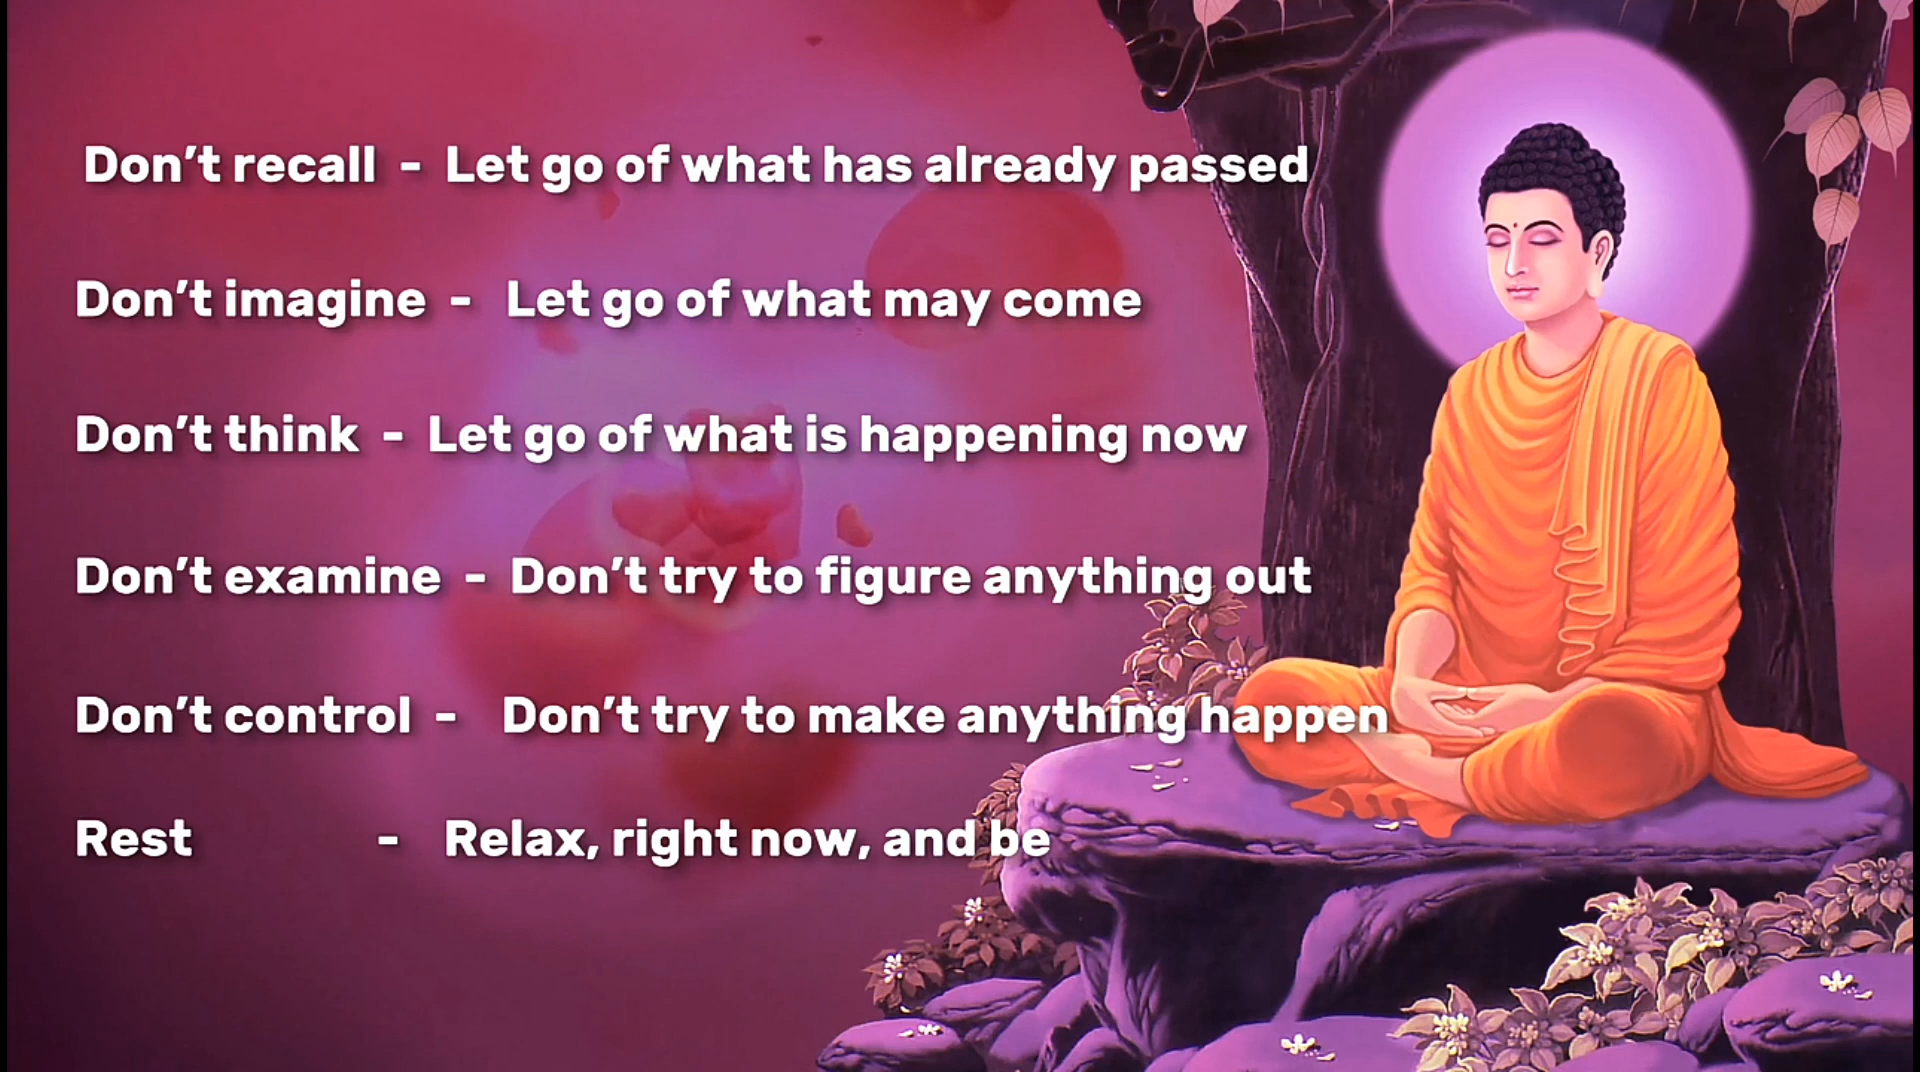 Don’t recall - Let go of what has already passed
Don’t imagine - Let go of what may come
Don’t think - Let go of what is happening now
Don’t examine - Don’t try to figure anything out
Don’t control - Don’t try to make anything happen
Rest - Relax, right now, and be